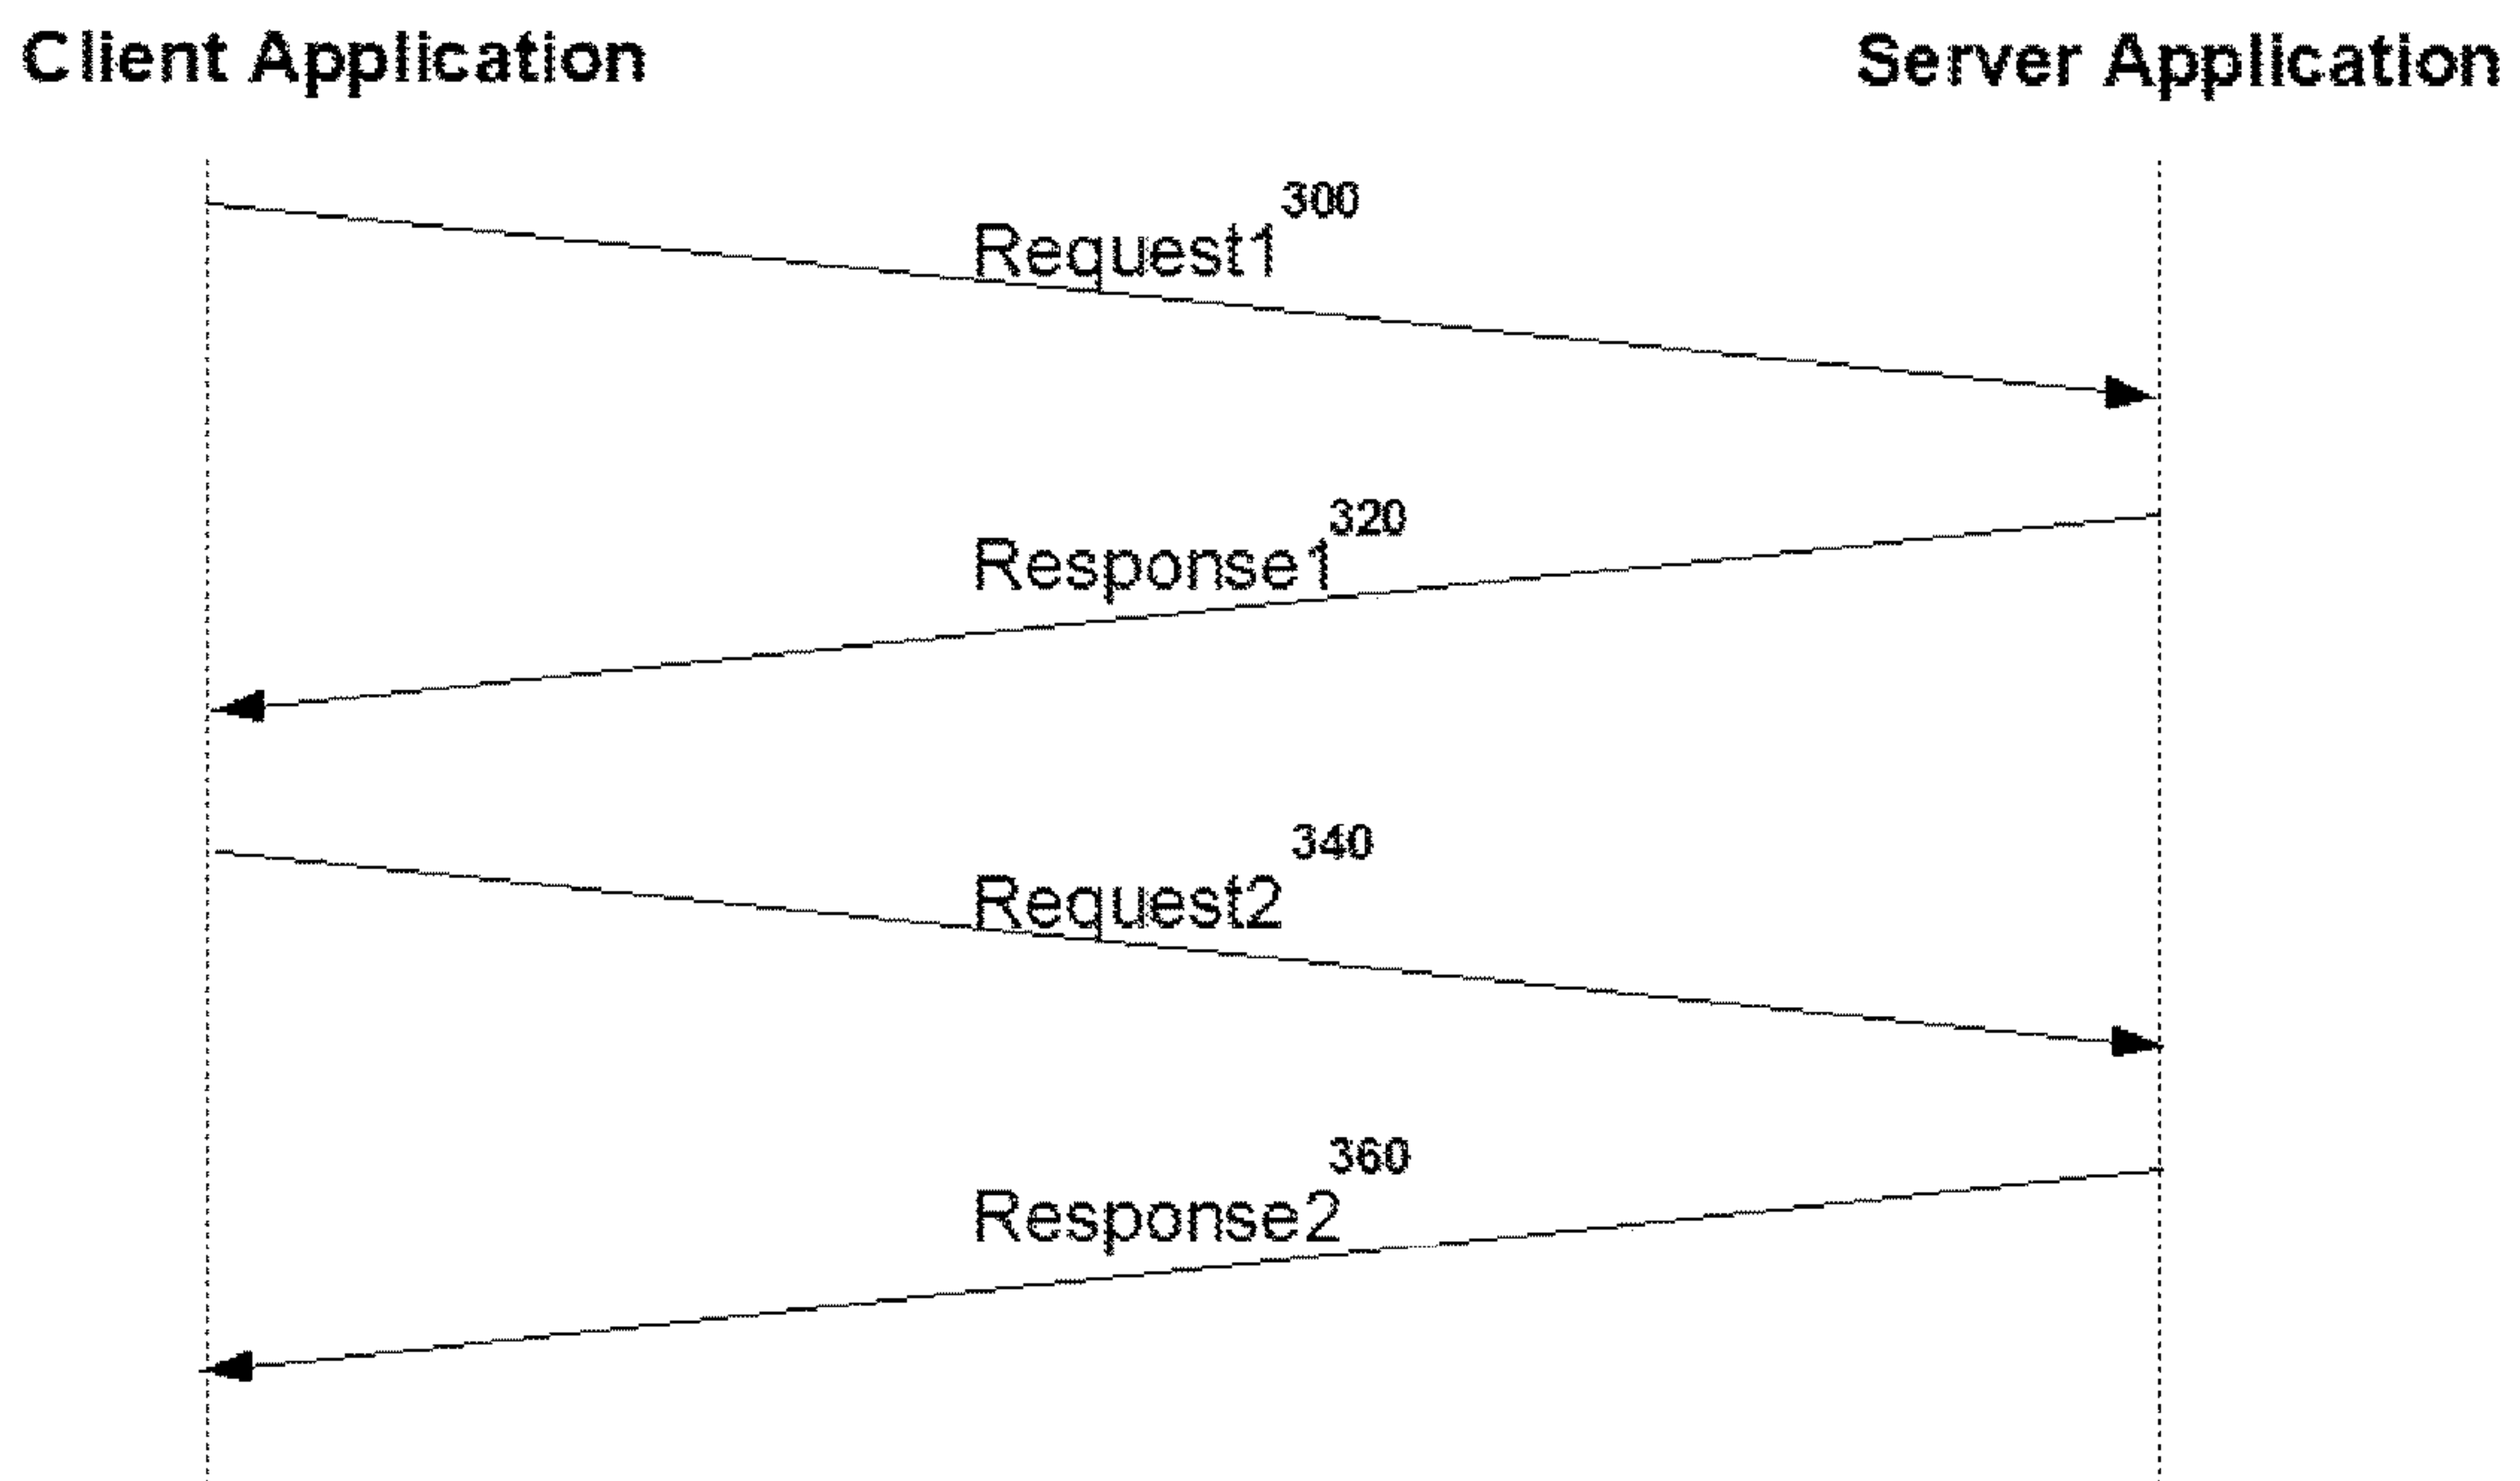 Client Application
Server Application
300
Request1
320
Response1
340
Request2
360
Response2